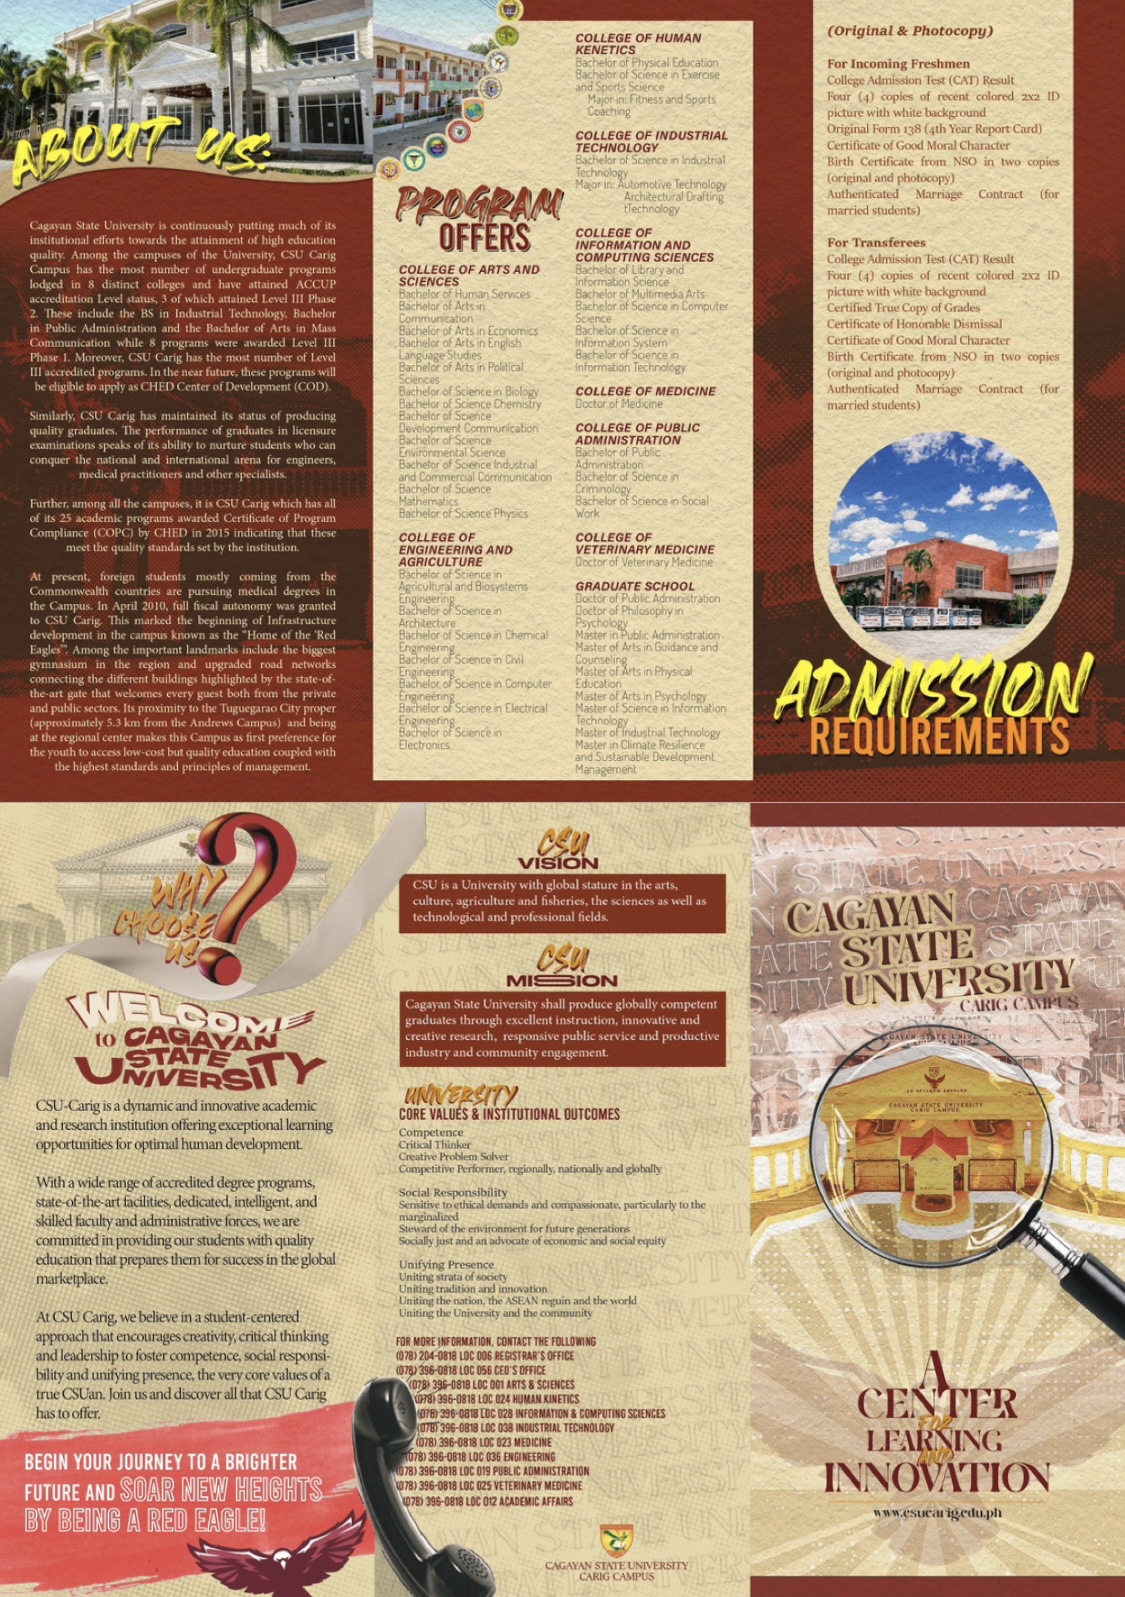 ABOUT US:
Cagayan State University is continuously putting much of its
institutional efforts towards the attainment of high education
quality. Among the campuses of the University, CSU Carig
Campus has the most number of undergraduate programs
lodged in 8 distinct colleges and have attained ACCUP
accreditation Level status, 3 of which attained Level III Phase
2. These include the BS in Industrial Technology, Bachelor
in Public Administration and the Bachelor of Arts in Mass
Communication while 8 programs were awarded Level III
Phase 1. Moreover, CSU Carig has the most number of Level
III accredited programs. In the near future, these programs will
be eligible to apply as CHED Center of Development (COD).
Similarly, CSU Carig has maintained its status of producing
quality graduates. The performance of graduates in licensure
examinations speaks of its ability to nurture students who can
conquer the national and international arena for engineers,
medical practitioners and other specialists.
Further, among all the campuses, it is CSU Carig which has all
of its 25 academic programs awarded Certificate of Program
Compliance (COPC) by CHED in 2015 indicating that these
meet the quality standards set by the institution.
At present, foreign students mostly coming from the
Commonwealth countries are pursuing medical degrees in
the Campus. In April 2010, full fiscal autonomy was granted
to CSU Carig. This marked the beginning of Infrastructure
development in the campus known as the "Home of the 'Red
Eagles'". Among the important landmarks include the biggest
gymnasium in the region and upgraded road networks
connecting the different buildings highlighted by the state-of-
the-art gate that welcomes every guest both from the private
and public sectors. Its proximity to the Tuguegarao City proper
(approximately 5.3 km from the Andrews Campus) and being
at the regional center makes this Campus as first preference for
the youth to access low-cost but quality education coupled with
the highest standards and principles of management.
PROGRAM
OFFERS
COLLEGE OF ARTS AND
SCIENCES
Bachelor of Human Services
Bachelor of Arts in
Communication
Bachelor of Arts in Economics
Bachelor of Arts in English
Language Studies
Bachelor of Arts in Political
Sciences
Bachelor of Science in Biology
Bachelor of Science Chemistry
Bachelor of Science
Development Communication
Bachelor of Science
Environmental Science
Bachelor of Science Industrial
and Commercial Communication
Bachelor of Science
Mathematics
Bachelor of Science Physics
COLLEGE OF
ENGINEERING AND
AGRICULTURE
Bachelor of Science in
Agricultural and Biosystems
Engineering
Bachelor of Science in
Architecture
Bachelor of Science in Chemical
Engineering
Bachelor of Science in Civil
Engineering
Bachelor of Science in Computer
Engineering
Bachelor of Science in Electrical
Engineering
Bachelor of Science in
Electronics
COLLEGE OF HUMAN
KENETICS
Bachelor of Physical Education
Bachelor of Science in Exercise
and Sports Science
Major in: Fitness and Sports
Coaching
COLLEGE OF INDUSTRIAL
TECHNOLOGY
Bachelor of Science in Industrial
Technology
Major in: Automotive Technology
Architectural Drafting
tTechnology
COLLEGE OF
INFORMATION AND
COMPUTING SCIENCES
Bachelor of Library and
Information Science
Bachelor of Multimedia Arts
Bachelor of Science in Computer
Science
Bachelor of Science in
Information System
Bachelor of Science in
Information Technology
COLLEGE OF MEDICINE
Doctor of Medicine
COLLEGE OF PUBLIC
ADMINISTRATION
Bachelor of Public
Administration
Bachelor of Science in
Criminology
Bachelor of Science in Social
Work
COLLEGE OF
VETERINARY MEDICINE
Doctor of Veterinary Medicine
GRADUATE SCHOOL
Doctor of Public Administration
Doctor of Philosophy in
Psychology
Master in Public Administration
Master of Arts in Guidance and
Counseling
Master of Arts in Physical
Education
Master of Arts in Psychology
Master of Science in Information
Technology
Master of Industrial Technology
Master in Climate Resilience
and Sustainable Development
Management
(Original & Photocopy)
For Incoming Freshmen
College Admission Test (CAT) Result
Four (4) copies of recent colored 2x2 ID
picture with white background
Original Form 138 (4th Year Report Card)
Certificate of Good Moral Character
Birth Certificate from NSO in two copies
(original and photocopy)
Authenticated Marriage Contract (for
married students)
For Transferees
College Admission Test (CAT) Result
Four (4) copies of recent colored 2x2 ID
picture with white background
Certified True Copy of Grades
Certificate of Honorable Dismissal
Certificate of Good Moral Character
Birth Certificate from NSO in two copies
(original and photocopy)
Authenticated Marriage Contract (for
married students)
ADMISSION
REQUIREMENTS
WHY
CHOOSE
US
?
WELCOME
to CAGAYAN
STATE
UNIVERSITY
CSU-Carig is a dynamic and innovative academic
and research institution offering exceptional learning
opportunities for optimal human development.
With a wide range of accredited degree programs,
state-of-the-art facilities, dedicated, intelligent, and
skilled faculty and administrative forces, we are
committed in providing our students with quality
education that prepares them for success in the global
marketplace.
At CSU Carig, we believe in a student-centered
approach that encourages creativity, critical thinking
and leadership to foster competence, social responsi-
bility and unifying presence, the very core values of a
true CSUan. Join us and discover all that CSU Carig
has to offer.
BEGIN YOUR JOURNEY TO A BRIGHTER
FUTURE AND SOAR NEW HEIGHTS
BY BEING A RED EAGLE!
CSU
VISION
CSU is a University with global stature in the arts,
culture, agriculture and fisheries, the sciences as well as
technological and professional fields.
CSU
MISSION
Cagayan State University shall produce globally competent
graduates through excellent instruction, innovative and
creative research, responsive public service and productive
industry and community engagement.
UNIVERSITY
CORE VALUES & INSTITUTIONAL OUTCOMES
Competence
Critical Thinker
Creative Problem Solver
Competitive Performer, regionally, nationally and globally
Social Responsibility
Sensitive to ethical demands and compassionate, particularly to the
marginalized
Steward of the environment for future generations
Socially just and an advocate of economic and social equity
Unifying Presence
Uniting strata of society
Uniting tradition and innovation
Uniting the nation, the ASEAN reguin and the world
Uniting the University and the community
FOR MORE INFORMATION, CONTACT THE FOLLOWING
(078) 204-0818 LOC 006 REGISTRAR'S OFFICE
(078) 396-0818 LOC 056 CEO'S OFFICE
(078) 396-0818 LOC 001 ARTS & SCIENCES
(078) 396-0818 LOC 024 HUMAN KINETICS
(078) 396-0818 LOC 028 INFORMATION & COMPUTING SCIENCES
(078) 396-0818 LOC 038 INDUSTRIAL TECHNOLOGY
(078) 396-0818 LOC 023 MEDICINE
(078) 396-0818 LOC 036 ENGINEERING
(078) 396-0818 LOC 019 PUBLIC ADMINISTRATION
(078) 396-0818 LOC 025 VETERINARY MEDICINE
(078) 396-0818 LOC 012 ACADEMIC AFFAIRS
CAGAYAN STATE UNIVERSITY
CARIG CAMPUS
CAGAYAN
STATE
UNIVERSITY
CARIG CAMPUS
CAGAYAN STATE UNIVERSITY
CARIG CAMPUS
A
CENTER
FOR
LEARNING
AND
INNOVATION
www.csucarig.edu.ph